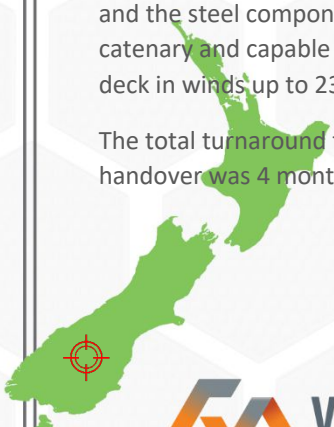 and the steel compon
catenary and capable
deck in winds up to 23
The total turnaround
handover was 4 mont